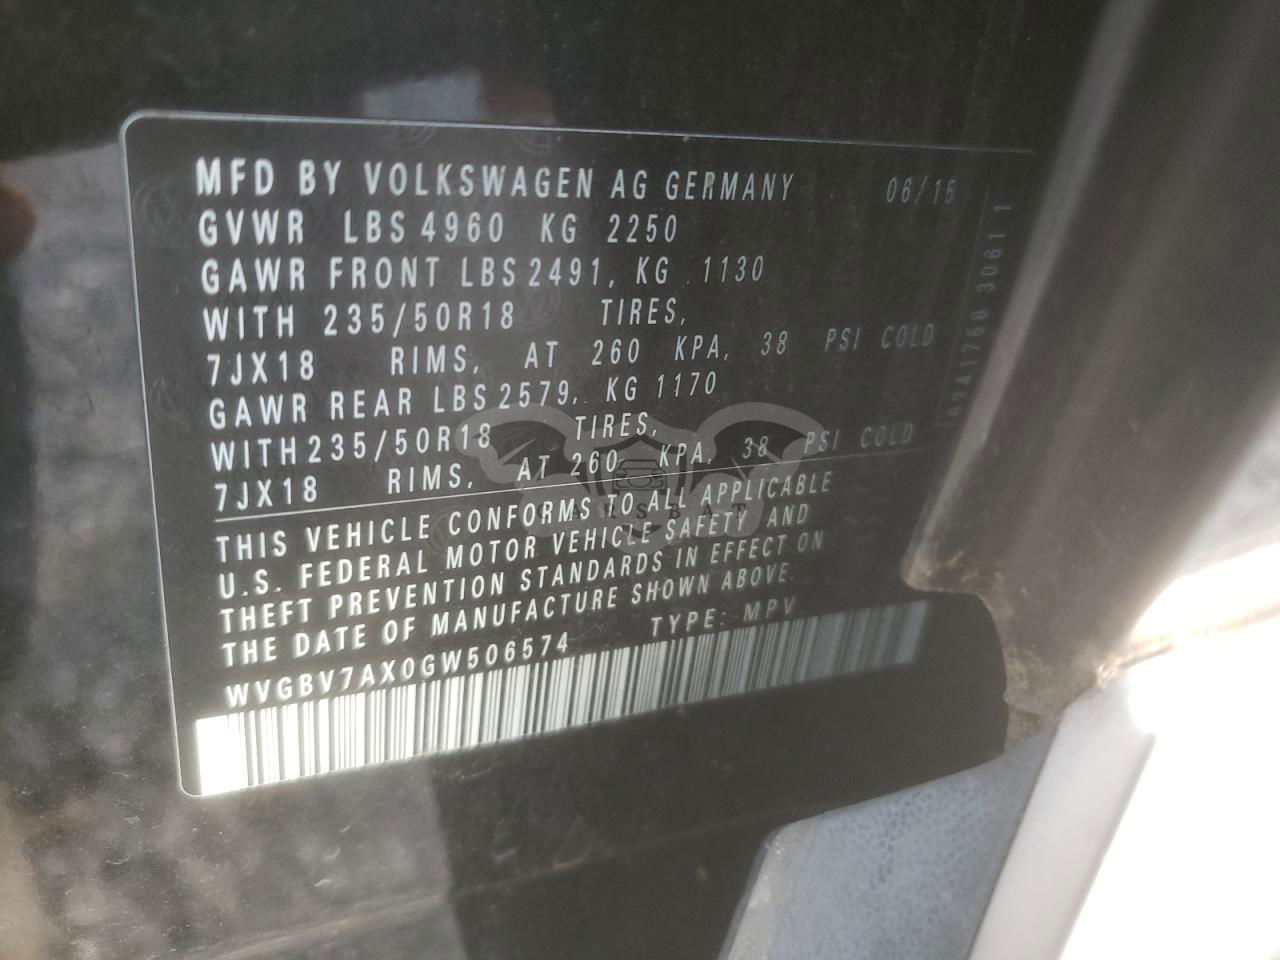 MFD BY VOLKSWAGEN AG GERMANY 06/15
GVWR LBS 4960 KG 2250
GAWR FRONT LBS 2491, KG 1130
WITH 235/50R18 TIRES,
7JX18 RIMS, AT 260 KPA, 38 PSI COLD
GAWR REAR LBS 2579, KG 1170
WITH 235/50R18 TIRES,
7JX18 RIMS, AT 260 KPA, 38 PSI COLD
THIS VEHICLE CONFORMS TO ALL APPLICABLE
U.S. FEDERAL MOTOR VEHICLE SAFETY AND
THEFT PREVENTION STANDARDS IN EFFECT ON
THE DATE OF MANUFACTURE SHOWN ABOVE.
WVGBV7AX0GW506574 TYPE: MPV
CARSBAT